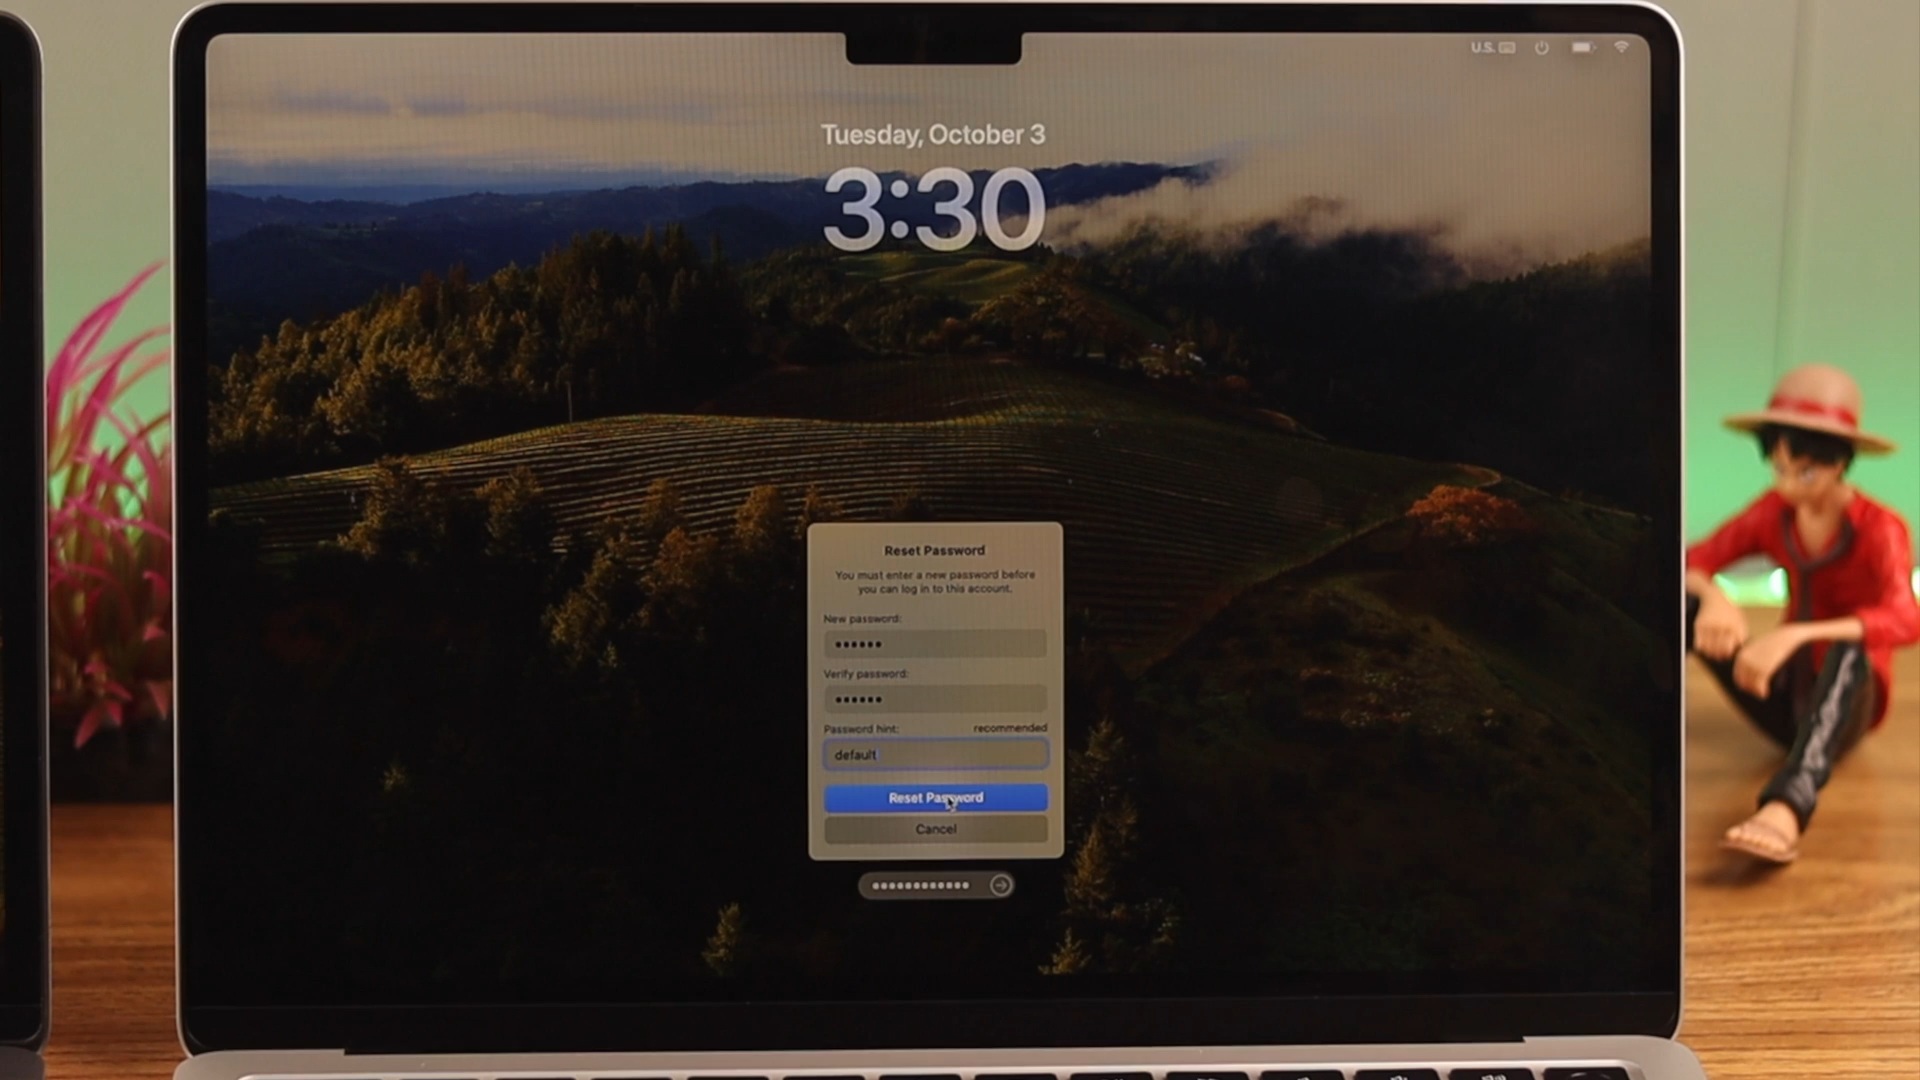 U.S.
Tuesday, October 3
3:30
Reset Password
You must enter a new password before
you can log in to this account.
New password:
••••••
Verify password:
••••••
Password hint: recommended
default
Reset Password
Cancel
••••••••••••